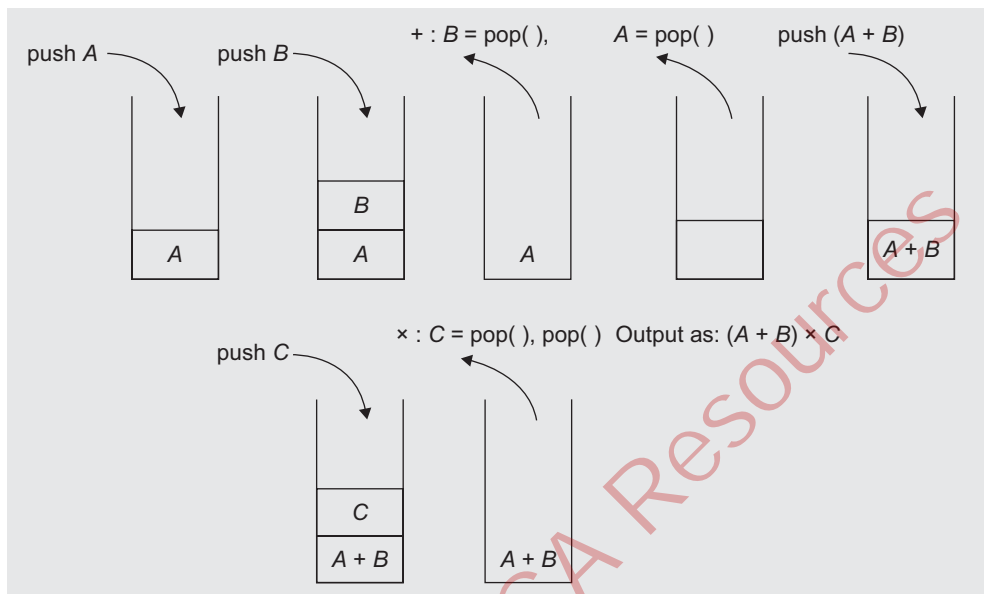 push A
push B
+ : B = pop( ),
A = pop( )
push (A + B)
B
A
A
A
A + B
× : C = pop( ), pop( ) Output as: (A + B) × C
push C
C
A + B
A + B
CA Resources